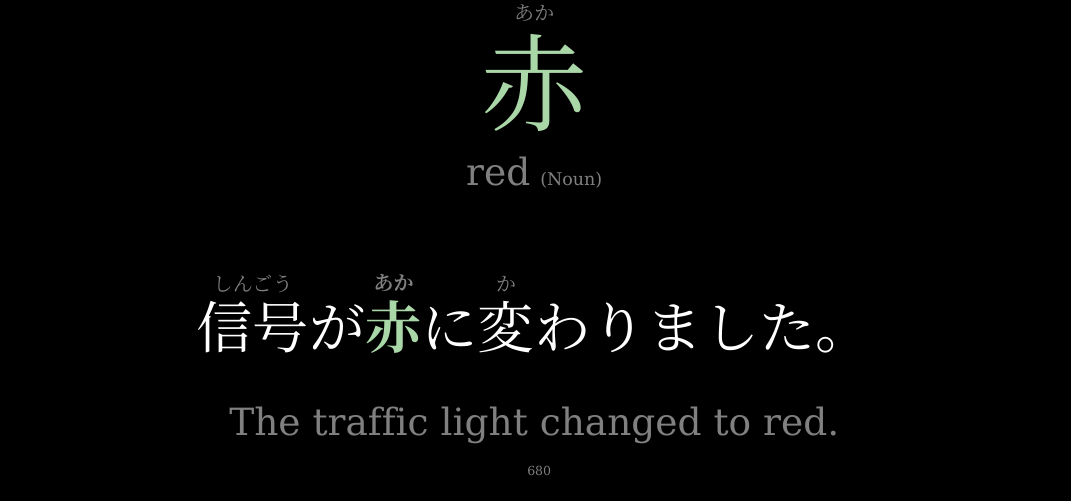 あか
赤
red (Noun)
しんごう あか か
信号が赤に変わりました。
The traffic light changed to red.
680